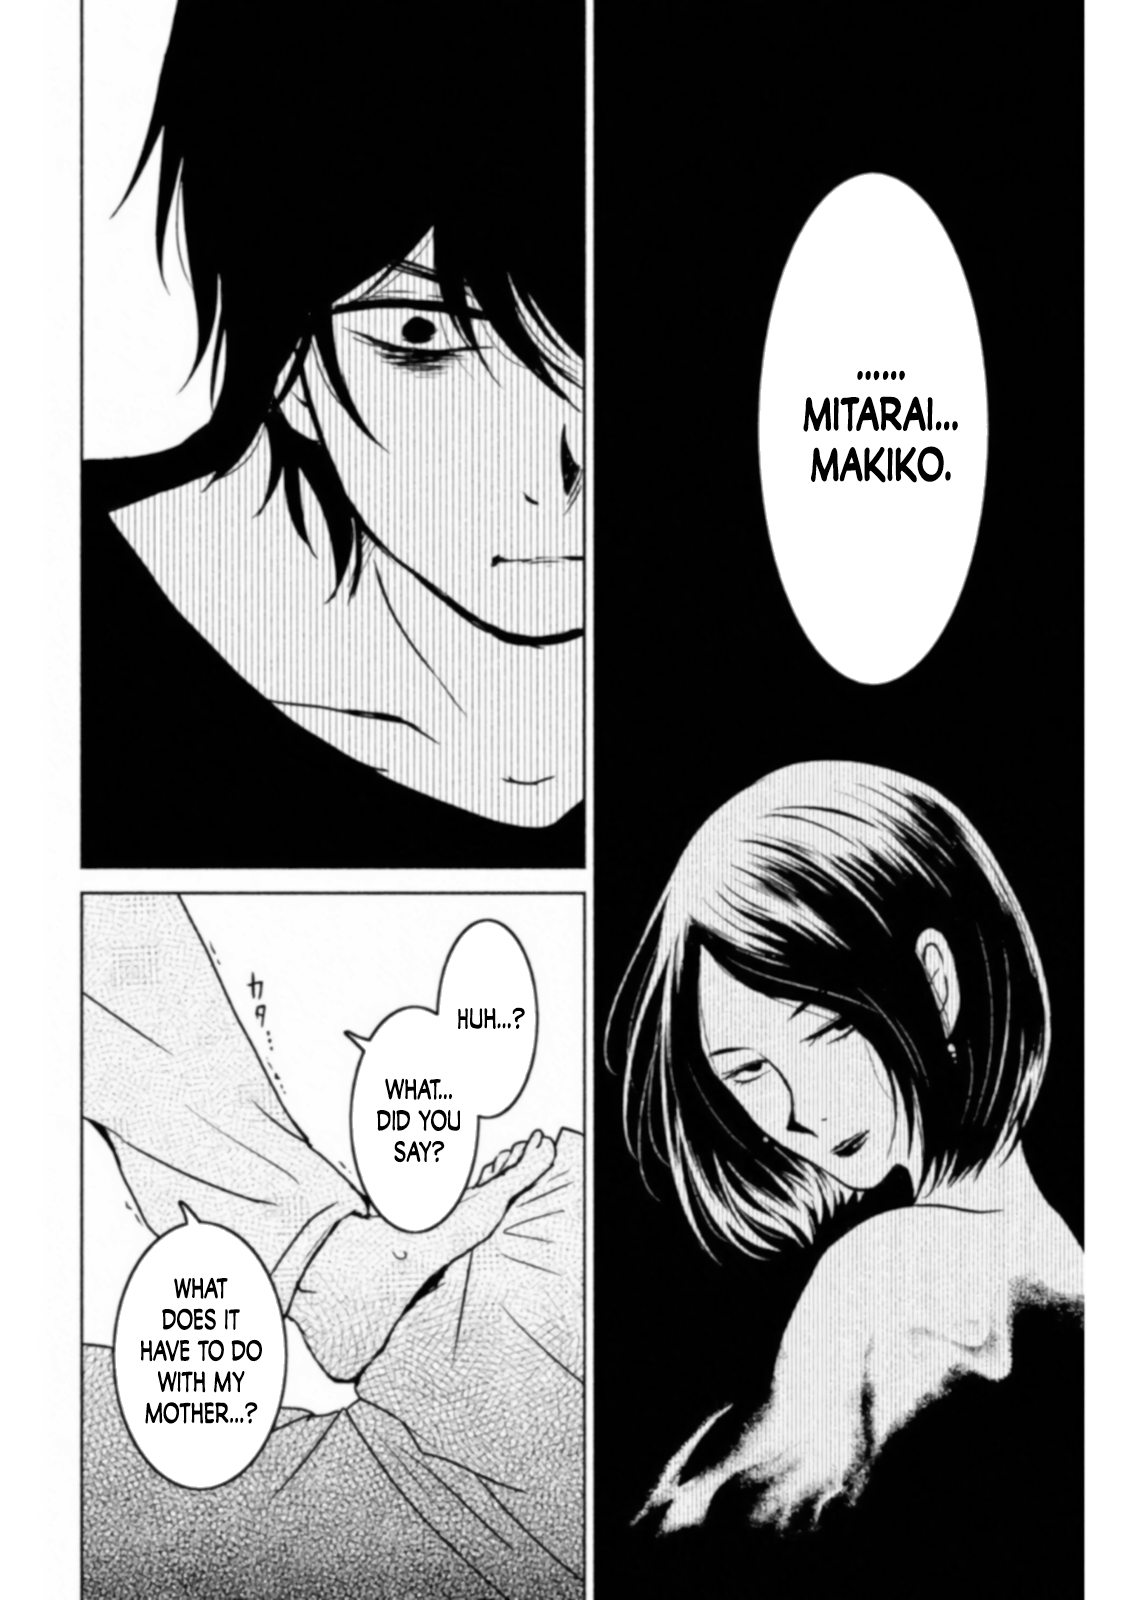 ......
MITARAI...
MAKIKO.
HUH...?
WHAT...
DID YOU
SAY?
カタ...
WHAT
DOES IT
HAVE TO DO
WITH MY
MOTHER...?